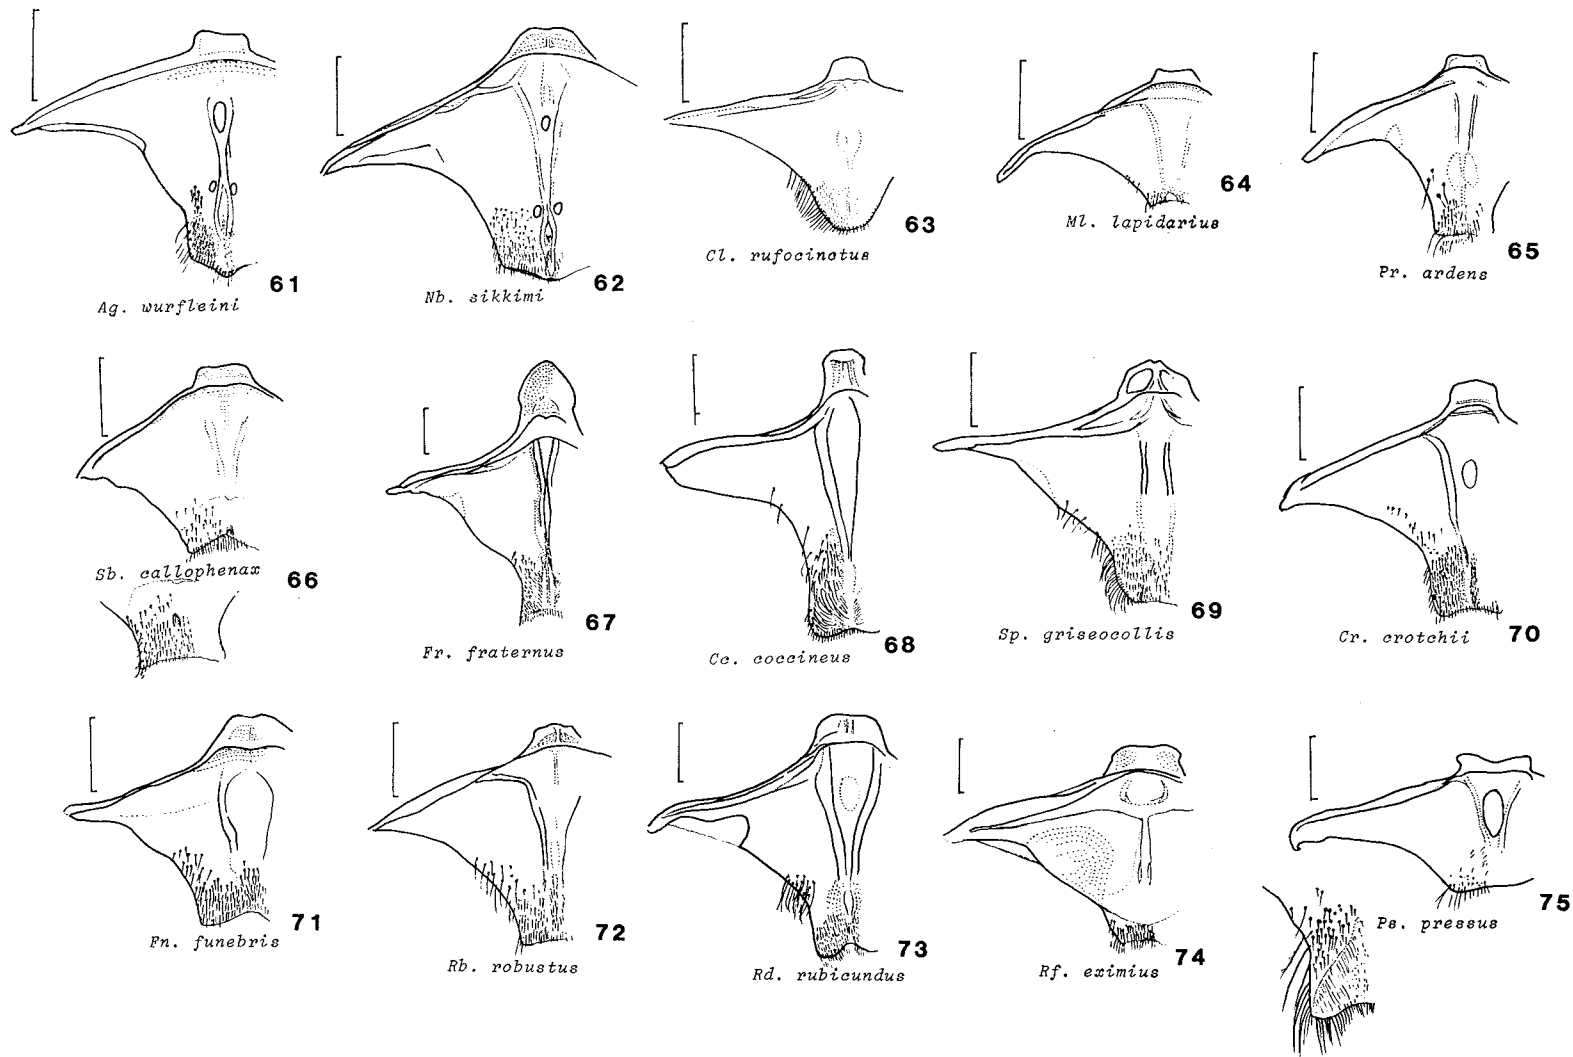 61
Ag. wurfleini
62
Nb. sikkimi
63
Cl. rufocinctus
64
Ml. lapidarius
65
Pr. ardens
Sb. callophenax 66
67
Fr. fraternus
68
Cc. coccineus
69
Sp. griseocollis
Cr. crotchii 70
71
Fn. funebris
72
Rb. robustus
73
Rd. rubicundus
74
Rf. eximius
75
Ps. pressus